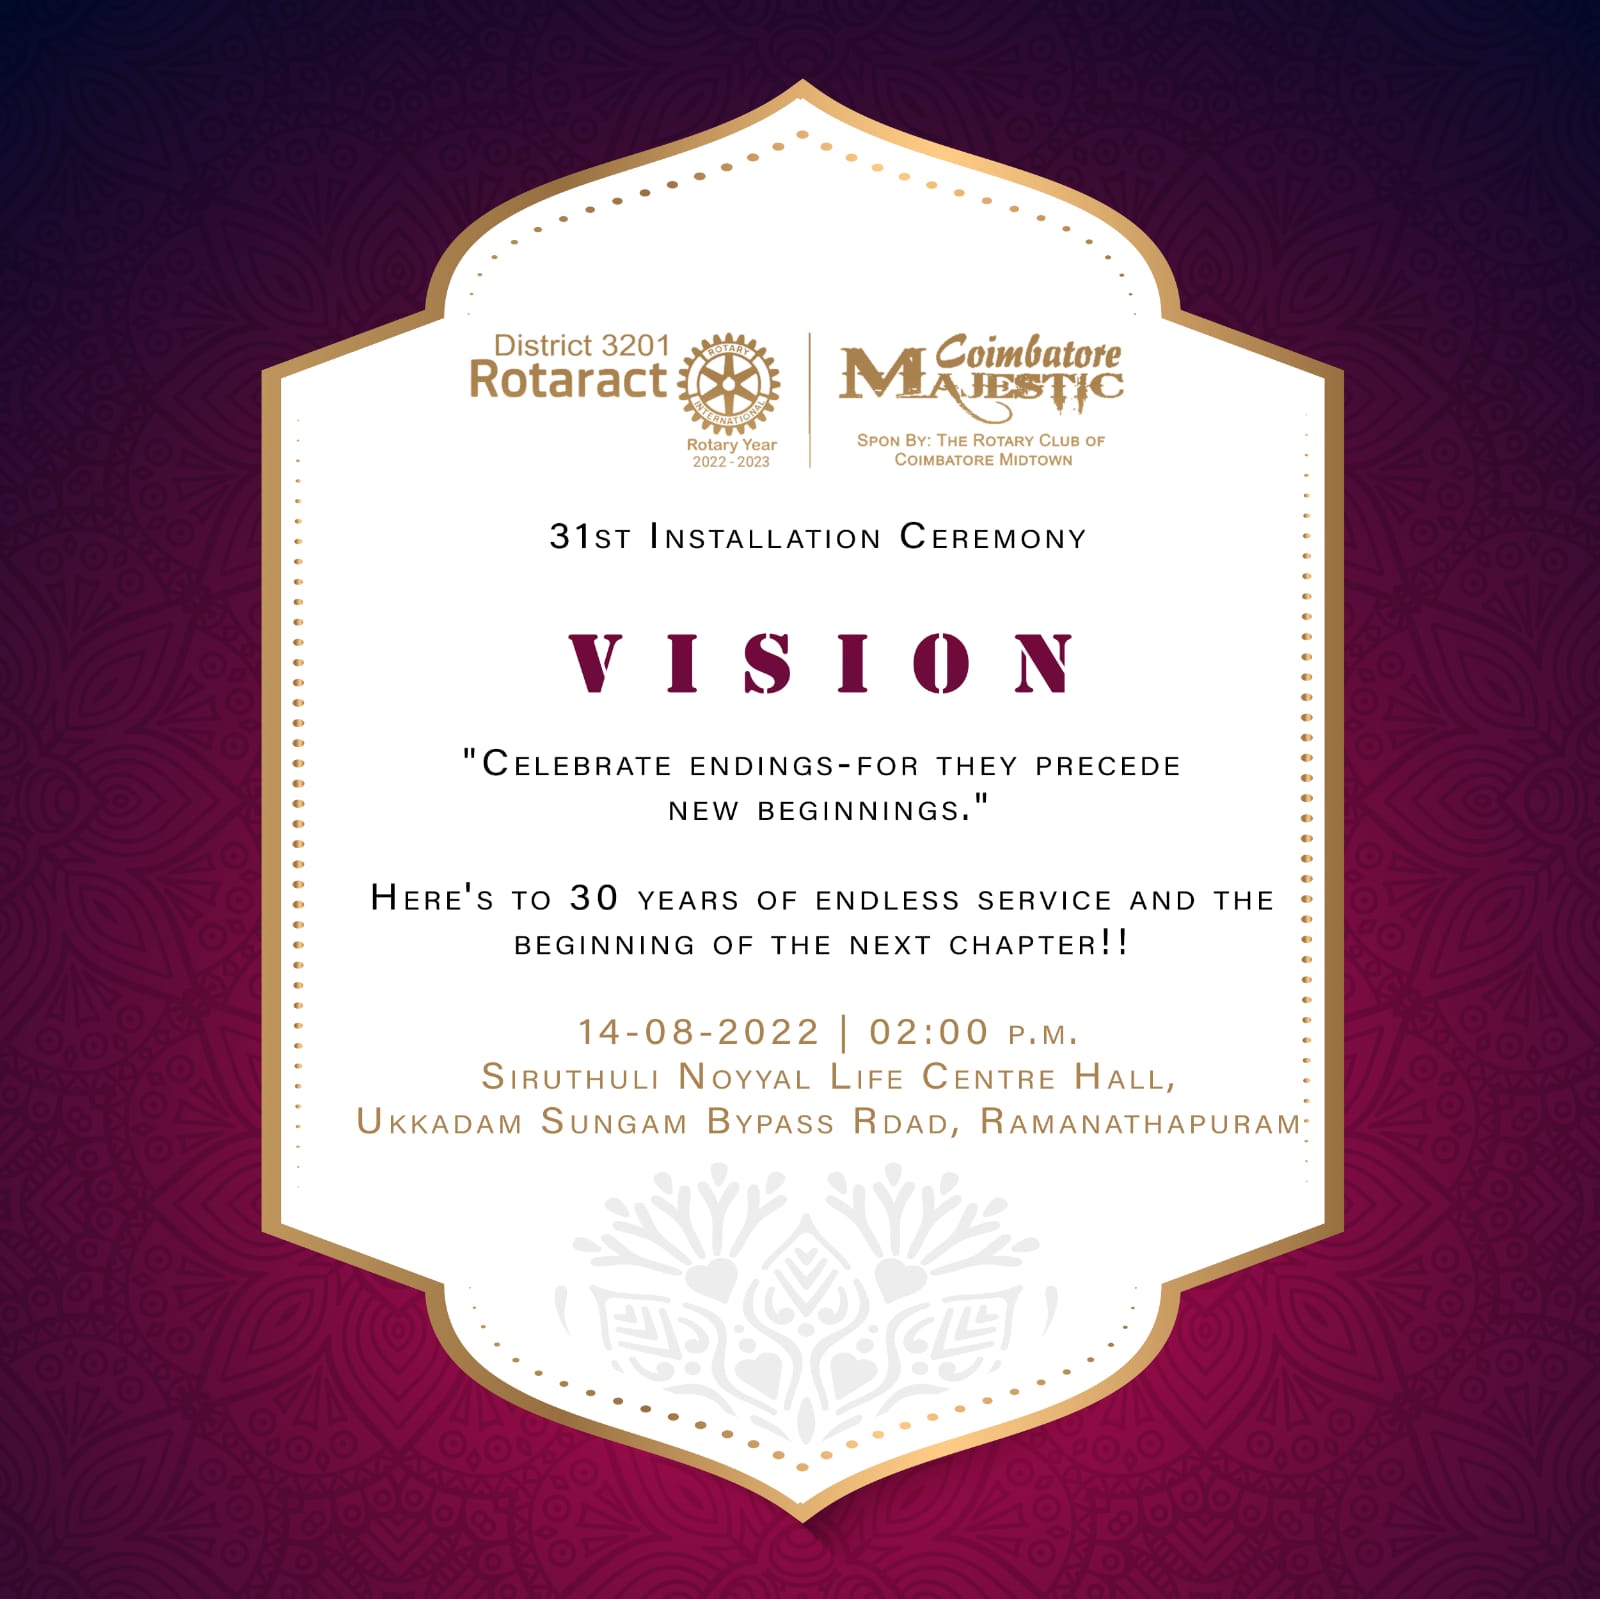 District 3201
Rotaract
ROTARY
INTERNATIONAL
Rotary Year
2022 - 2023
Coimbatore
MAJESTIC
SPON BY: THE ROTARY CLUB OF
COIMBATORE MIDTOWN
31ST INSTALLATION CEREMONY
VISION
"CELEBRATE ENDINGS-FOR THEY PRECEDE
NEW BEGINNINGS."
HERE'S TO 30 YEARS OF ENDLESS SERVICE AND THE
BEGINNING OF THE NEXT CHAPTER!!
14-08-2022 | 02:00 P.M.
SIRUTHULI NOYYAL LIFE CENTRE HALL,
UKKADAM SUNGAM BYPASS RDAD, RAMANATHAPURAM